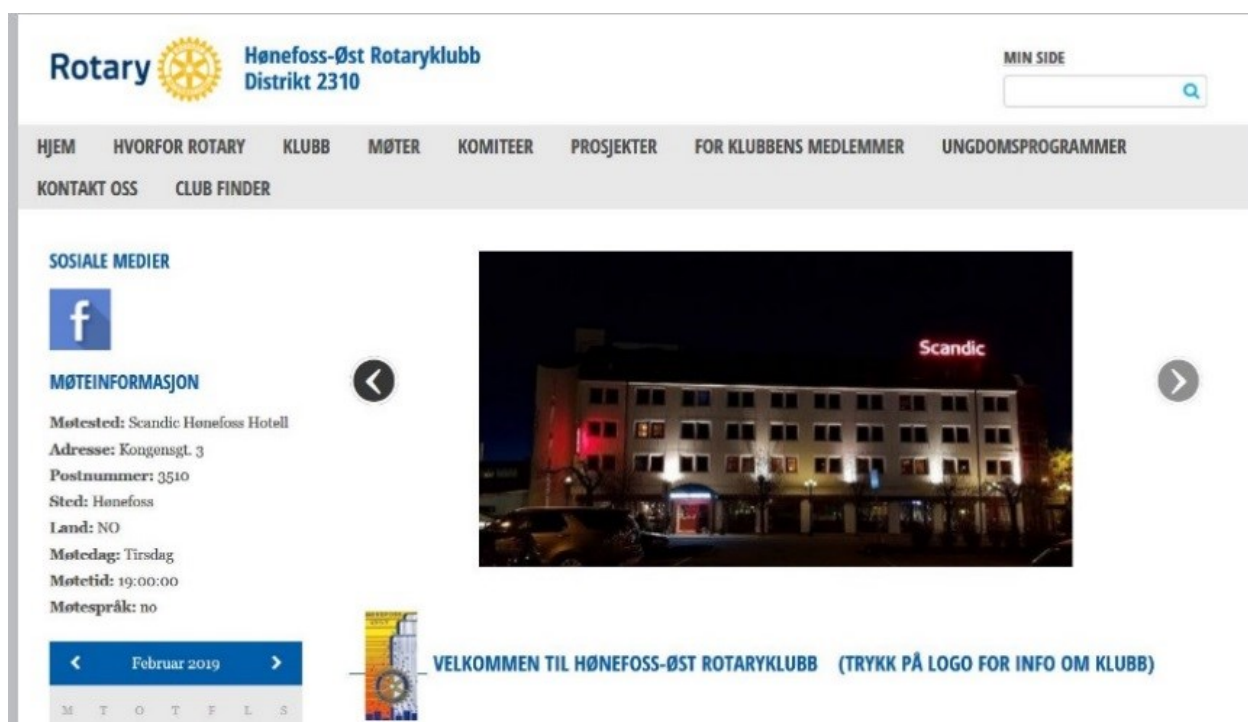 Rotary
Hønefoss-Øst Rotaryklubb
Distrikt 2310
MIN SIDE
HJEM HVORFOR ROTARY KLUBB MØTER KOMITEER PROSJEKTER FOR KLUBBENS MEDLEMMER UNGDOMSPROGRAMMER
KONTAKT OSS CLUB FINDER
SOSIALE MEDIER
f
Scandic
MØTEINFORMASJON
Møtested: Scandic Hønefoss Hotell
Adresse: Kongensgt. 3
Postnummer: 3510
Sted: Hønefoss
Land: NO
Møtedag: Tirsdag
Møtetid: 19:00:00
Møtespråk: no
Februar 2019
M T O T F L S
VELKOMMEN TIL HØNEFOSS-ØST ROTARYKLUBB (TRYKK PÅ LOGO FOR INFO OM KLUBB)